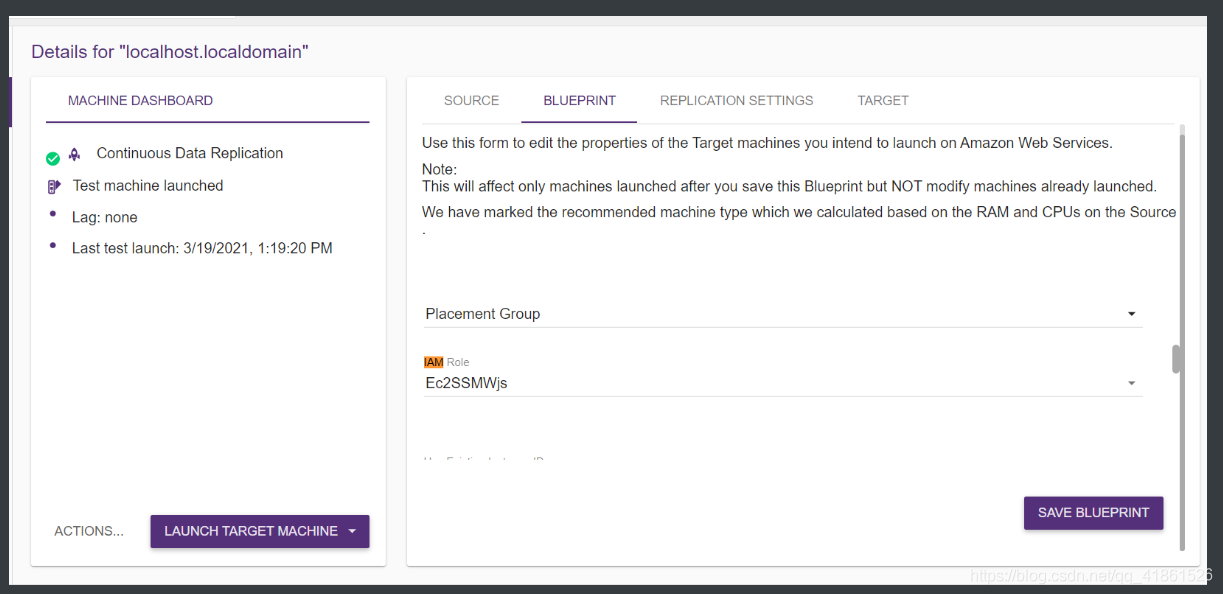 Details for "localhost.localdomain"
MACHINE DASHBOARD
Continuous Data Replication
Test machine launched
Lag: none
Last test launch: 3/19/2021, 1:19:20 PM
ACTIONS...
LAUNCH TARGET MACHINE
SOURCE BLUEPRINT REPLICATION SETTINGS TARGET
Use this form to edit the properties of the Target machines you intend to launch on Amazon Web Services.
Note:
This will affect only machines launched after you save this Blueprint but NOT modify machines already launched.
We have marked the recommended machine type which we calculated based on the RAM and CPUs on the Source
.
Placement Group
IAM Role
Ec2SSMWjs
SAVE BLUEPRINT
https://blog.csdn.net/qq_41861526